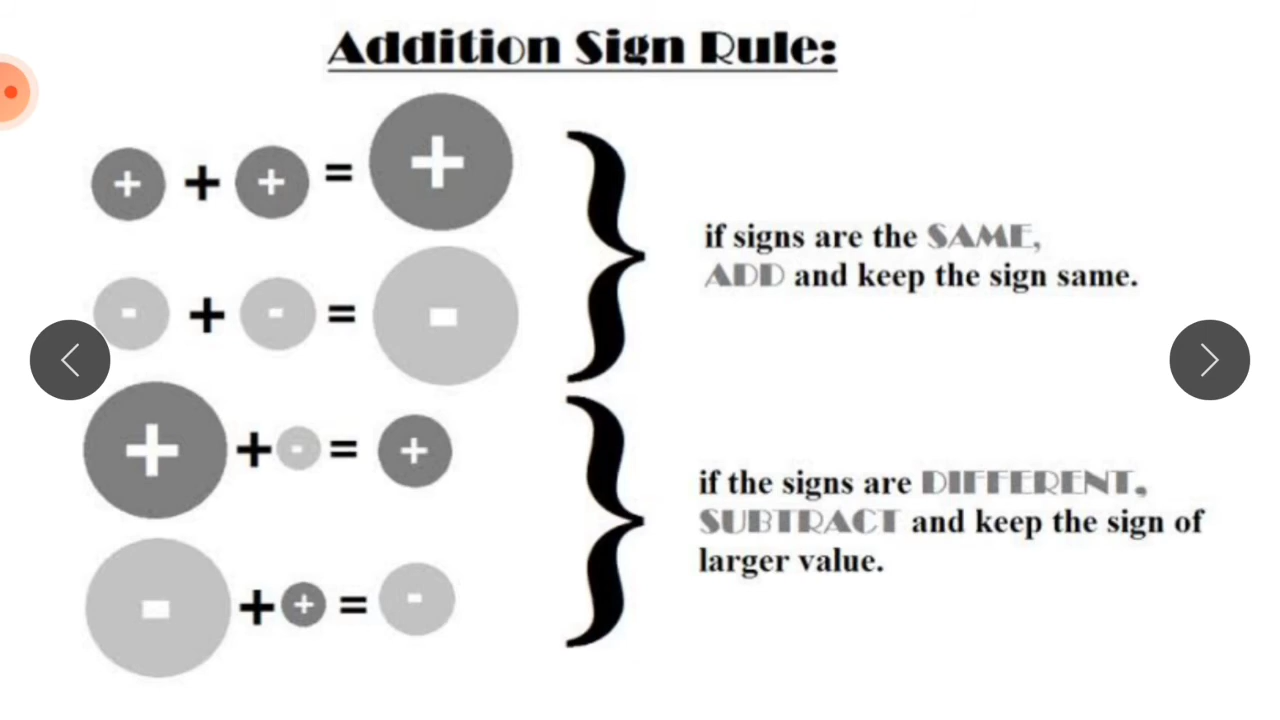 Addition Sign Rule:
+ + + = +
- + - = -
if signs are the SAME,
ADD and keep the sign same.
+ + - = +
- + + = -
if the signs are DIFFERENT,
SUBTRACT and keep the sign of
larger value.